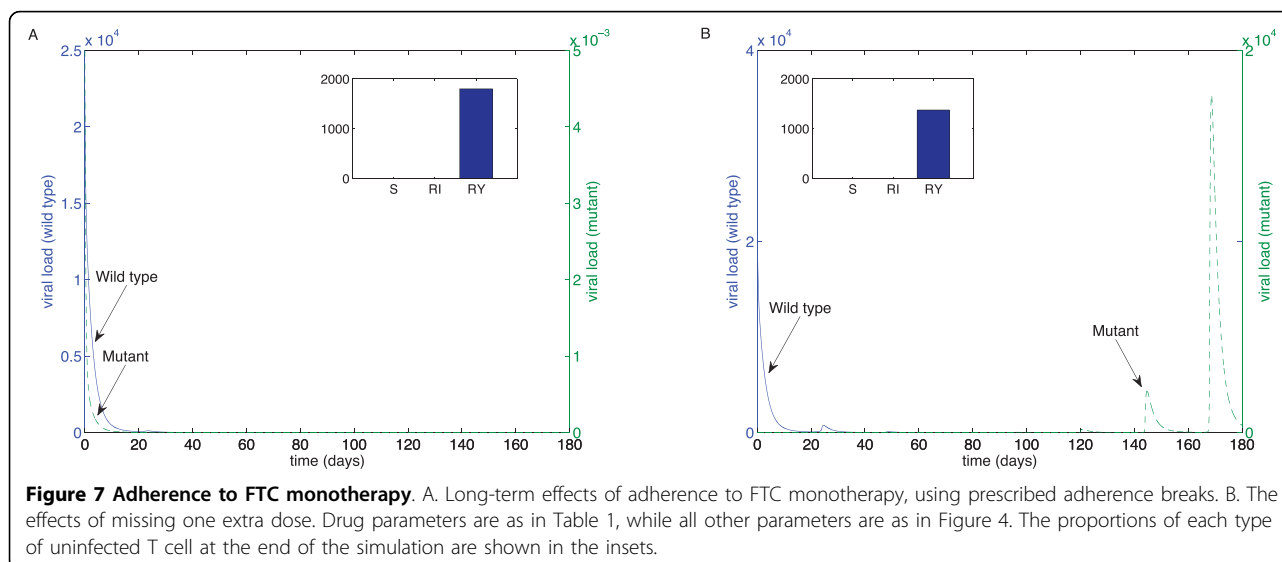 A
x 10⁴
x 10⁻³
2.5
2
1.5
1
0.5
0
viral load (wild type)
5
4
3
2
1
0
viral load (mutant)
2000
1000
0
S RI RY
Wild type
Mutant
0 20 40 60 80 100 120 140 160 180
time (days)
B
x 10⁴
x 10⁴
4
2
0
viral load (wild type)
2
1
0
viral load (mutant)
2000
1000
0
S RI RY
Wild type
Mutant
0 20 40 60 80 100 120 140 160 180
time (days)
Figure 7 Adherence to FTC monotherapy. A. Long-term effects of adherence to FTC monotherapy, using prescribed adherence breaks. B. The
effects of missing one extra dose. Drug parameters are as in Table 1, while all other parameters are as in Figure 4. The proportions of each type
of uninfected T cell at the end of the simulation are shown in the insets.